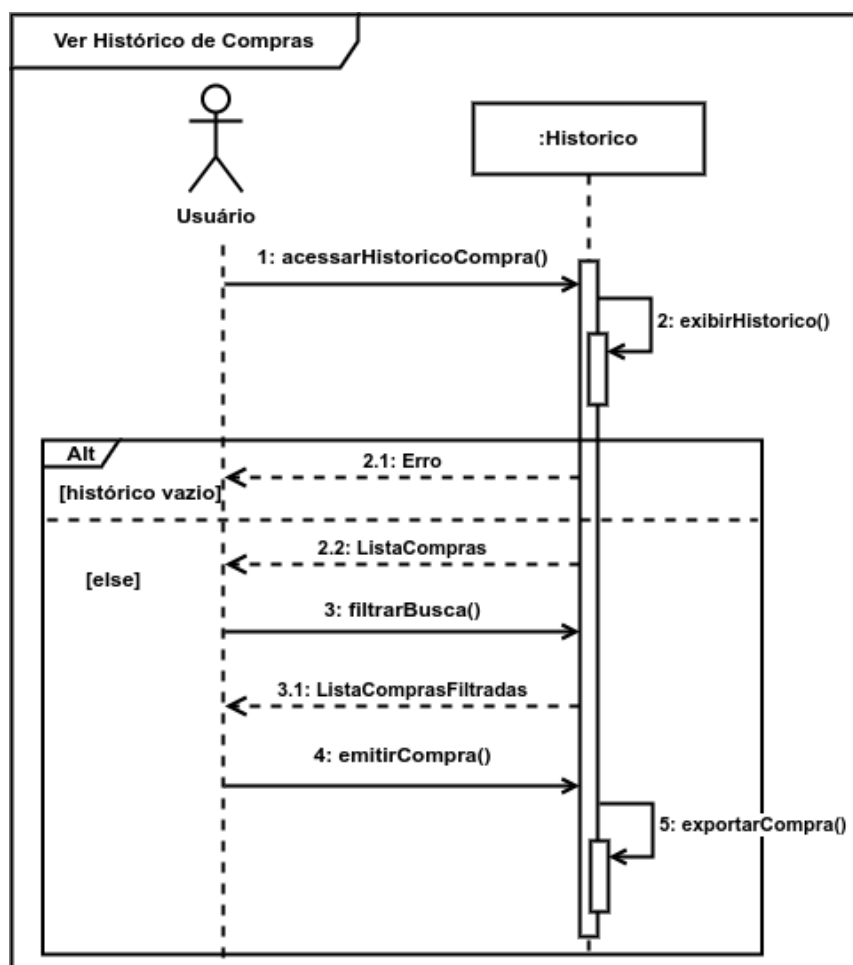 Ver Histórico de Compras
:Historico
Usuário
1: acessarHistoricoCompra()
2: exibirHistorico()
Alt
2.1: Erro
[histórico vazio]
2.2: ListaCompras
[else]
3: filtrarBusca()
3.1: ListaComprasFiltradas
4: emitirCompra()
5: exportarCompra()